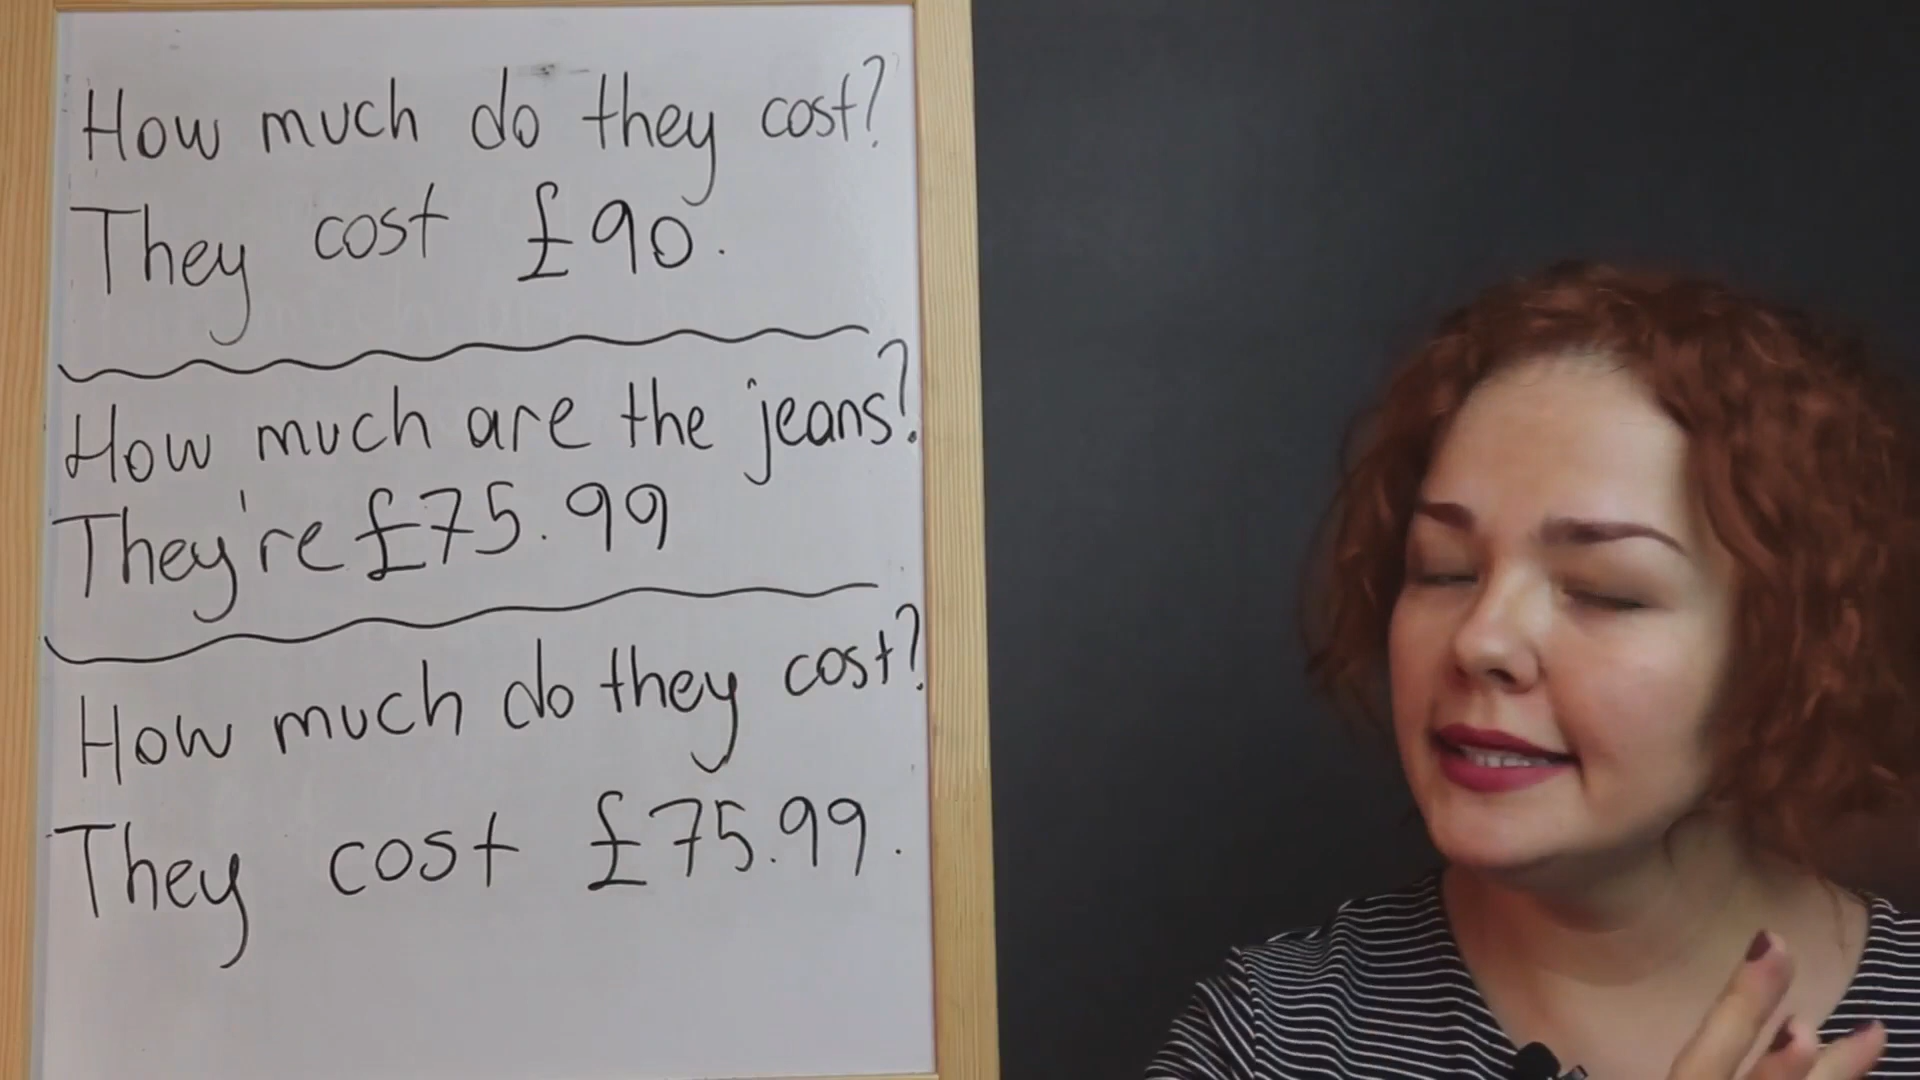 How much do they cost?
They cost £90.
How much are the jeans?
They're £75.99
How much do they cost?
They cost £75.99.